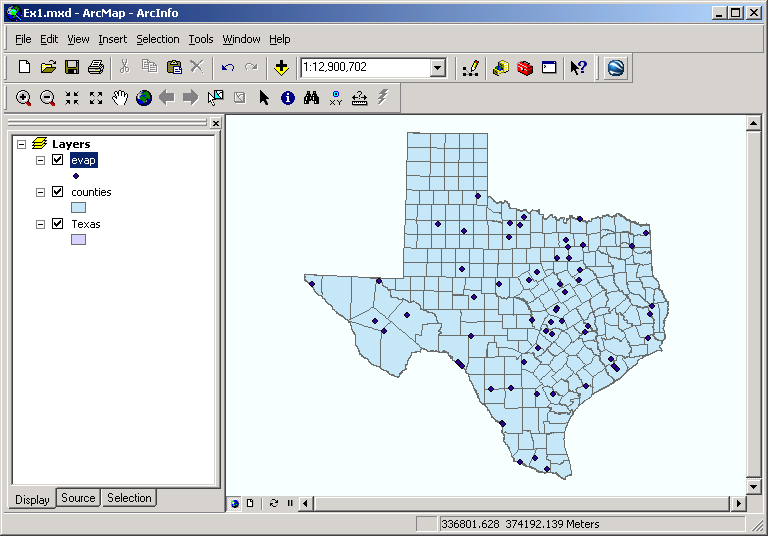 Ex1.mxd - ArcMap - ArcInfo
File Edit View Insert Selection Tools Window Help
1:12,900,702
XY
Layers
evap
counties
Texas
Display Source Selection
336801.628 374192.139 Meters